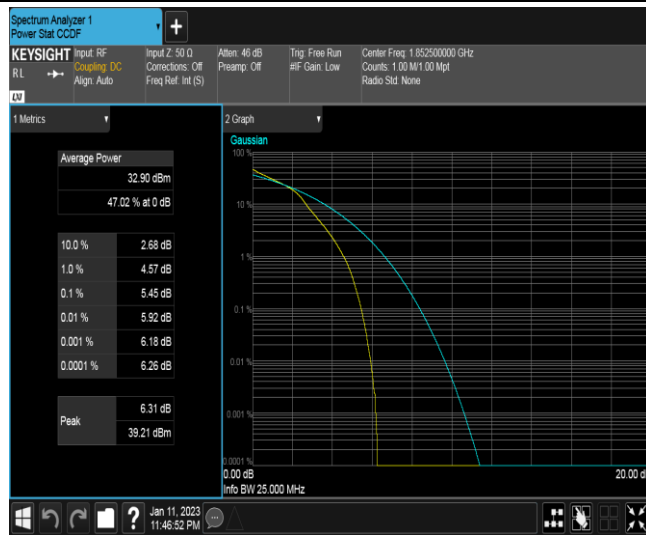 Spectrum Analyzer 1
Power Stat CCDF
+
KEYSIGHT
RL
Input: RF
Coupling: DC
Align: Auto
Input Z: 50 Ω
Corrections: Off
Freq Ref: Int (S)
Atten: 46 dB
Preamp: Off
Trig: Free Run
#IF Gain: Low
Center Freq: 1.852500000 GHz
Counts: 1.00 M/1.00 Mpt
Radio Std: None
1 Metrics
Average Power
32.90 dBm
47.02 % at 0 dB
10.0 % 2.68 dB
1.0 % 4.57 dB
0.1 % 5.45 dB
0.01 % 5.92 dB
0.001 % 6.18 dB
0.0001 % 6.26 dB
Peak
6.31 dB
39.21 dBm
2 Graph
Gaussian
100 %
10 %
1 %
0.1 %
0.01 %
0.001 %
0.0001 %
0.00 dB
20.00 d
Info BW 25.000 MHz
?
Jan 11, 2023
11:46:52 PM